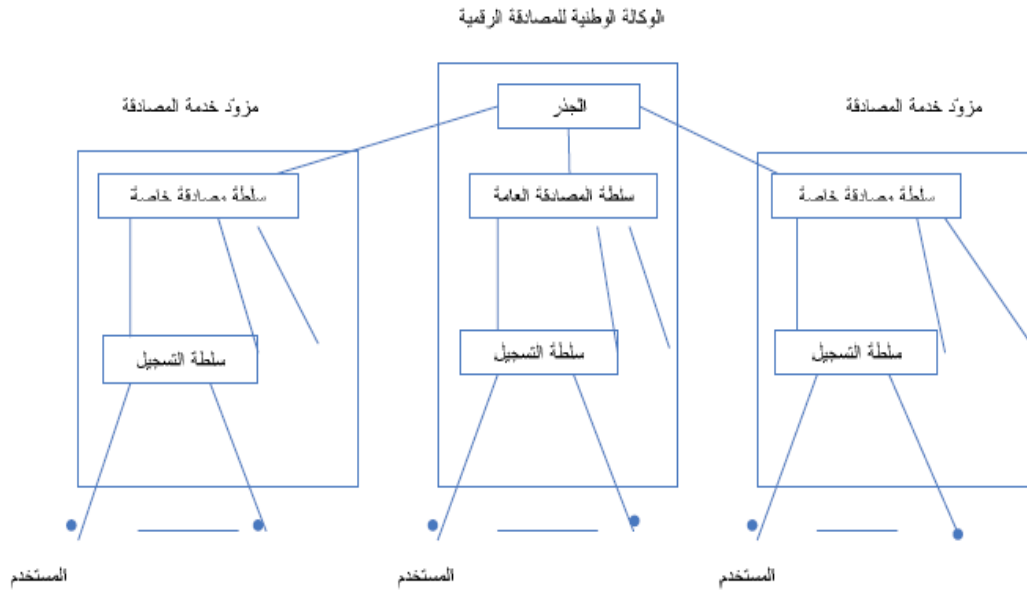 الوكالة الوطنية للمصادقة الرقمية
مزوّد خدمة المصادقة
مزوّد خدمة المصادقة
الجذر
سلطة مصادقة خاصة
سلطة المصادقة العامة
سلطة مصادقة خاصة
سلطة التسجيل
سلطة التسجيل
سلطة التسجيل
المستخدم
المستخدم
المستخدم